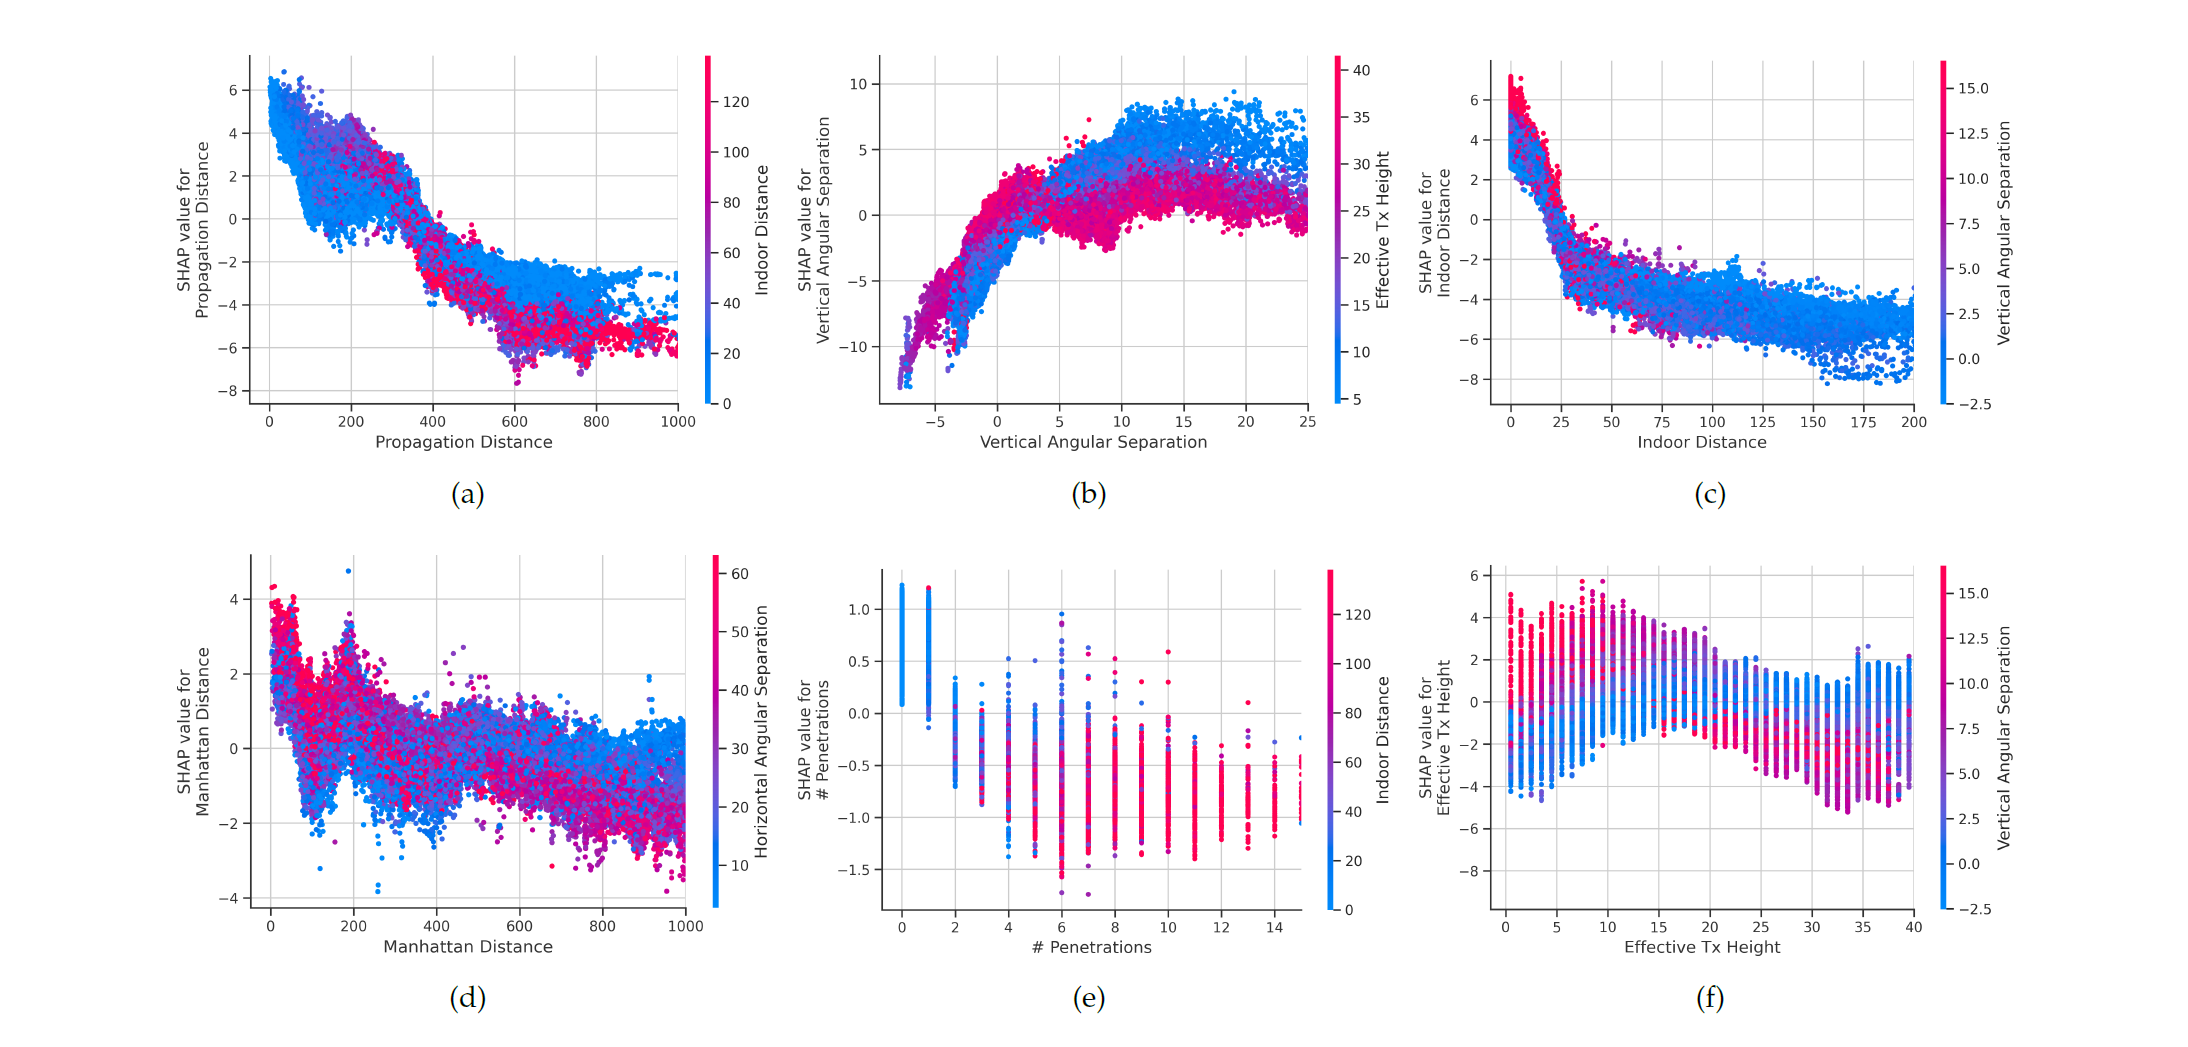 SHAP value for
Propagation Distance
6
4
2
0
−2
−4
−6
−8
0 200 400 600 800 1000
Propagation Distance
120
100
80
60
40
20
0
Indoor Distance
(a)
SHAP value for
Vertical Angular Separation
10
5
0
−5
−10
−5 0 5 10 15 20 25
Vertical Angular Separation
40
35
30
25
20
15
10
5
Effective Tx Height
(b)
SHAP value for
Indoor Distance
6
4
2
0
−2
−4
−6
−8
0 25 50 75 100 125 150 175 200
Indoor Distance
15.0
12.5
10.0
7.5
5.0
2.5
0.0
−2.5
Vertical Angular Separation
(c)
SHAP value for
Manhattan Distance
4
2
0
−2
−4
0 200 400 600 800 1000
Manhattan Distance
60
50
40
30
20
10
Horizontal Angular Separation
(d)
SHAP value for
# Penetrations
1.0
0.5
0.0
−0.5
−1.0
−1.5
0 2 4 6 8 10 12 14
# Penetrations
120
100
80
60
40
20
0
Indoor Distance
(e)
SHAP value for
Effective Tx Height
6
4
2
0
−2
−4
−6
−8
0 5 10 15 20 25 30 35 40
Effective Tx Height
15.0
12.5
10.0
7.5
5.0
2.5
0.0
−2.5
Vertical Angular Separation
(f)